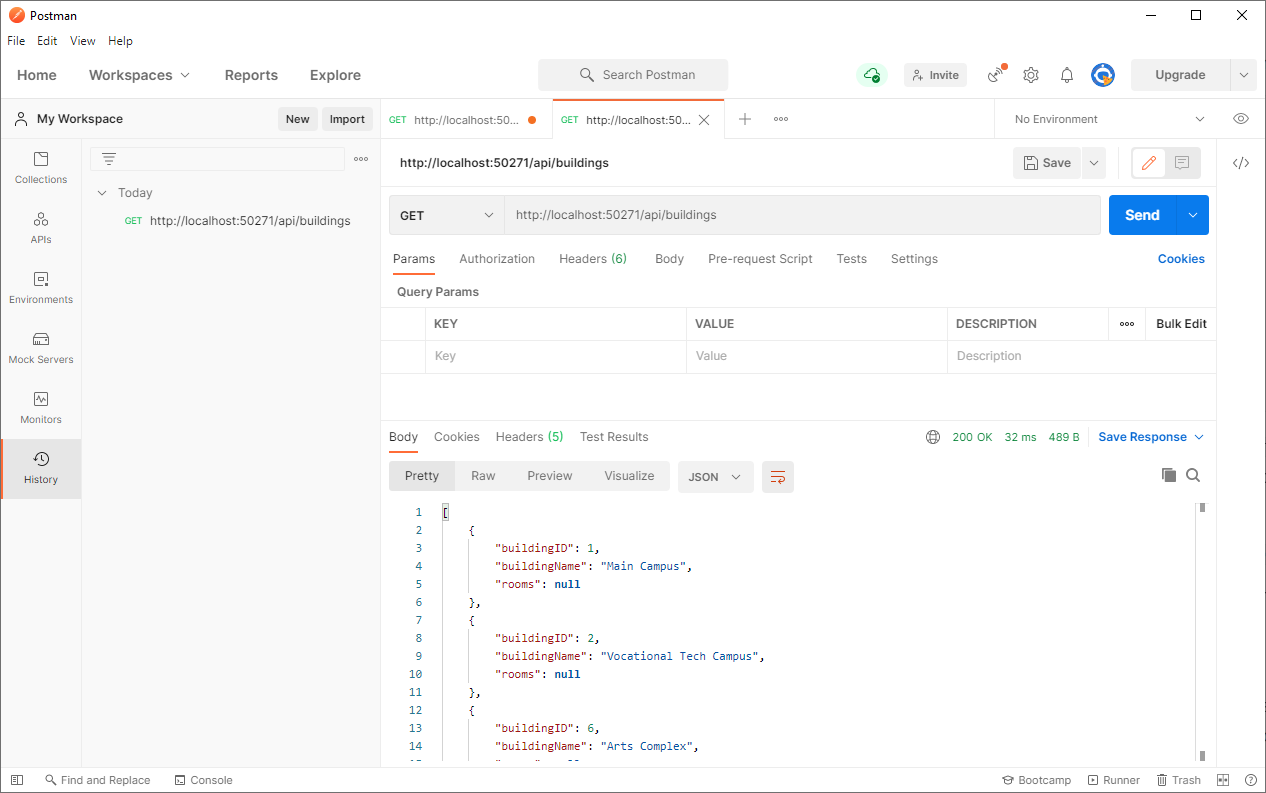 Postman
File Edit View Help
Home Workspaces Reports Explore Search Postman Invite Upgrade
My Workspace New Import GET http://localhost:50... GET http://localhost:50... No Environment
http://localhost:50271/api/buildings Save
Collections
Today
GET http://localhost:50271/api/buildings
APIs
Environments
Mock Servers
Monitors
History
GET http://localhost:50271/api/buildings Send
Params Authorization Headers (6) Body Pre-request Script Tests Settings Cookies
Query Params
KEY VALUE DESCRIPTION Bulk Edit
Key Value Description
Body Cookies Headers (5) Test Results 200 OK 32 ms 489 B Save Response
Pretty Raw Preview Visualize JSON
1 [
2 {
3 "buildingID": 1,
4 "buildingName": "Main Campus",
5 "rooms": null
6 },
7 {
8 "buildingID": 2,
9 "buildingName": "Vocational Tech Campus",
10 "rooms": null
11 },
12 {
13 "buildingID": 6,
14 "buildingName": "Arts Complex",
Find and Replace Console Bootcamp Runner Trash